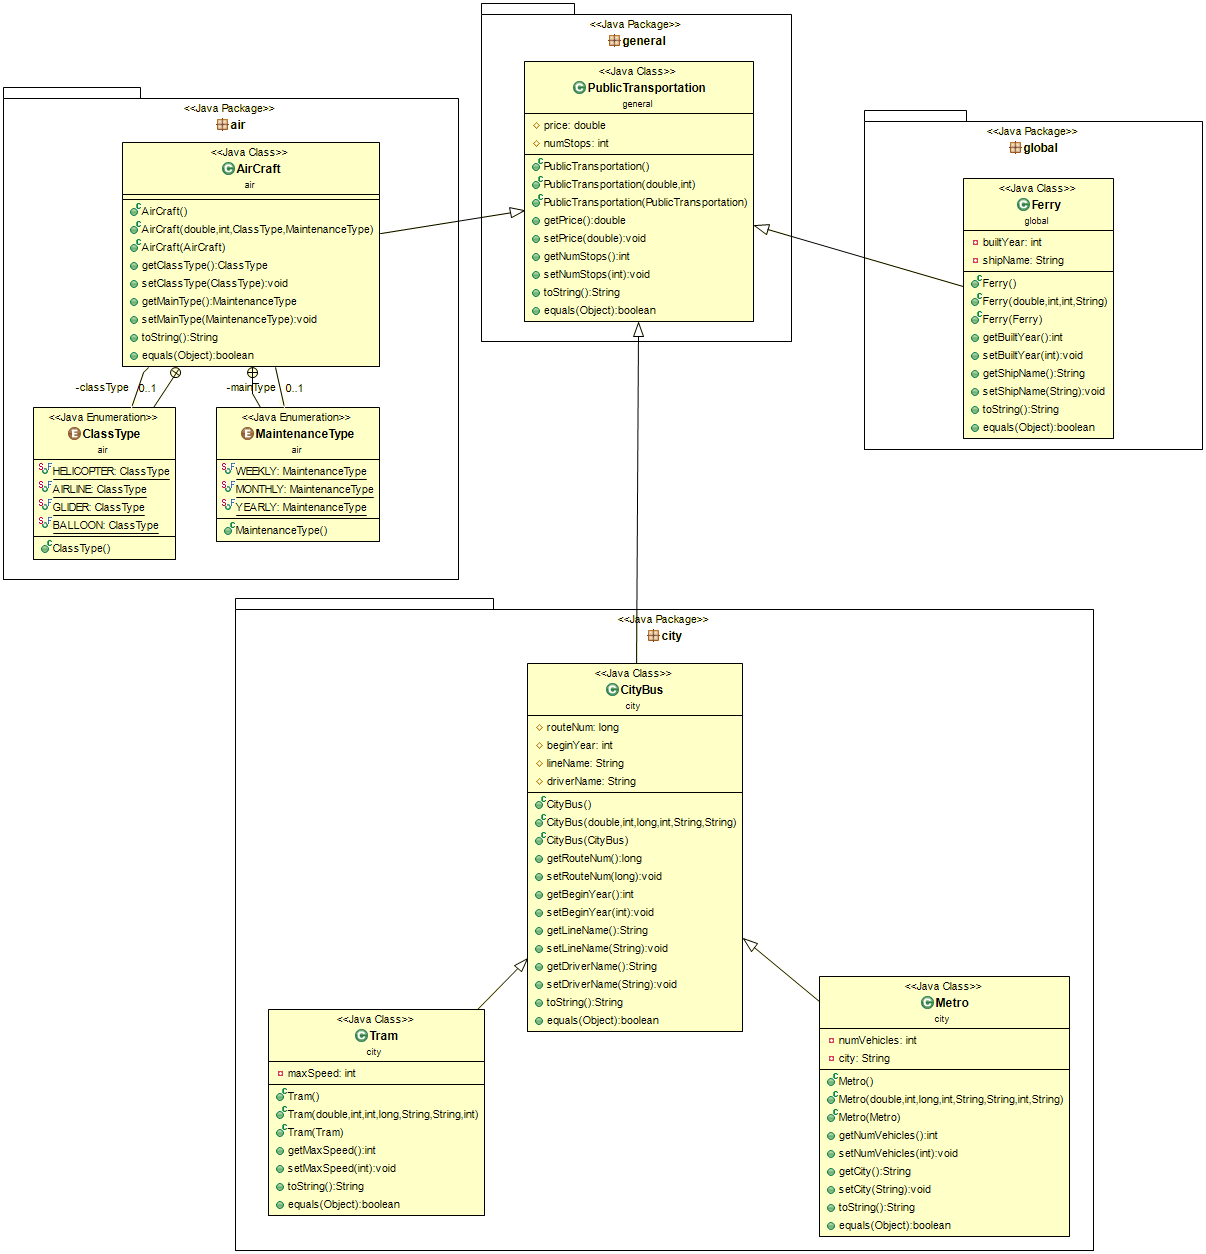 <<Java Package>>
general
<<Java Class>>
PublicTransportation
general
price: double
numStops: int
PublicTransportation()
PublicTransportation(double,int)
PublicTransportation(PublicTransportation)
getPrice():double
setPrice(double):void
getNumStops():int
setNumStops(int):void
toString():String
equals(Object):boolean
<<Java Package>>
air
<<Java Class>>
AirCraft
air
AirCraft()
AirCraft(double,int,ClassType,MaintenanceType)
AirCraft(AirCraft)
getClassType():ClassType
setClassType(ClassType):void
getMainType():MaintenanceType
setMainType(MaintenanceType):void
toString():String
equals(Object):boolean
-classType 0..1
-mainType 0..1
<<Java Enumeration>>
ClassType
air
HELICOPTER: ClassType
AIRLINE: ClassType
GLIDER: ClassType
BALLOON: ClassType
ClassType()
<<Java Enumeration>>
MaintenanceType
air
WEEKLY: MaintenanceType
MONTHLY: MaintenanceType
YEARLY: MaintenanceType
MaintenanceType()
<<Java Package>>
global
<<Java Class>>
Ferry
global
builtYear: int
shipName: String
Ferry()
Ferry(double,int,int,String)
Ferry(Ferry)
getBuiltYear():int
setBuiltYear(int):void
getShipName():String
setShipName(String):void
toString():String
equals(Object):boolean
<<Java Package>>
city
<<Java Class>>
CityBus
city
routeNum: long
beginYear: int
lineName: String
driverName: String
CityBus()
CityBus(double,int,long,int,String,String)
CityBus(CityBus)
getRouteNum():long
setRouteNum(long):void
getBeginYear():int
setBeginYear(int):void
getLineName():String
setLineName(String):void
getDriverName():String
setDriverName(String):void
toString():String
equals(Object):boolean
<<Java Class>>
Tram
city
maxSpeed: int
Tram()
Tram(double,int,int,long,String,String,int)
Tram(Tram)
getMaxSpeed():int
setMaxSpeed(int):void
toString():String
equals(Object):boolean
<<Java Class>>
Metro
city
numVehicles: int
city: String
Metro()
Metro(double,int,long,int,String,String,int,String)
Metro(Metro)
getNumVehicles():int
setNumVehicles(int):void
getCity():String
setCity(String):void
toString():String
equals(Object):boolean